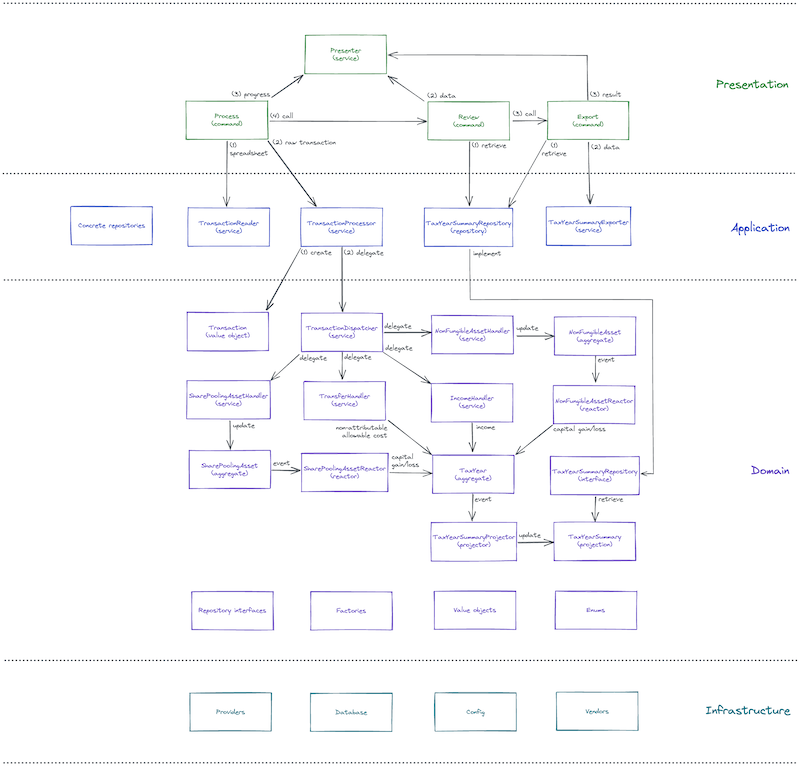 Presenter
(service)
Presentation
(3) progress
(2) data
(3) result
Process
(command)
(4) call
Review
(command)
(3) call
Export
(command)
(1)
spreadsheet
(2) raw transaction
(1) retrieve
(1)
retrieve
(2) data
Concrete repositories
TransactionReader
(service)
TransactionProcessor
(service)
TaxYearSummaryRepository
(repository)
TaxYearSummaryExporter
(service)
Application
(1) create
(2) delegate
implement
Transaction
(value object)
TransactionDispatcher
(service)
delegate
NonFungibleAssetHandler
(service)
update
NonFungibleAsset
(aggregate)
delegate
delegate
delegate
event
SharePoolingAssetHandler
(service)
TransferHandler
(service)
IncomeHandler
(service)
NonFungibleAssetReactor
(reactor)
update
non-attributable
allowable cost
income
capital gain/loss
SharePoolingAsset
(aggregate)
event
SharePoolingAssetReactor
(reactor)
capital
gain/loss
TaxYear
(aggregate)
TaxYearSummaryRepository
(interface)
Domain
event
retrieve
TaxYearSummaryProjector
(projector)
update
TaxYearSummary
(projection)
Repository interfaces
Factories
Value objects
Enums
Providers
Database
Config
Vendors
Infrastructure